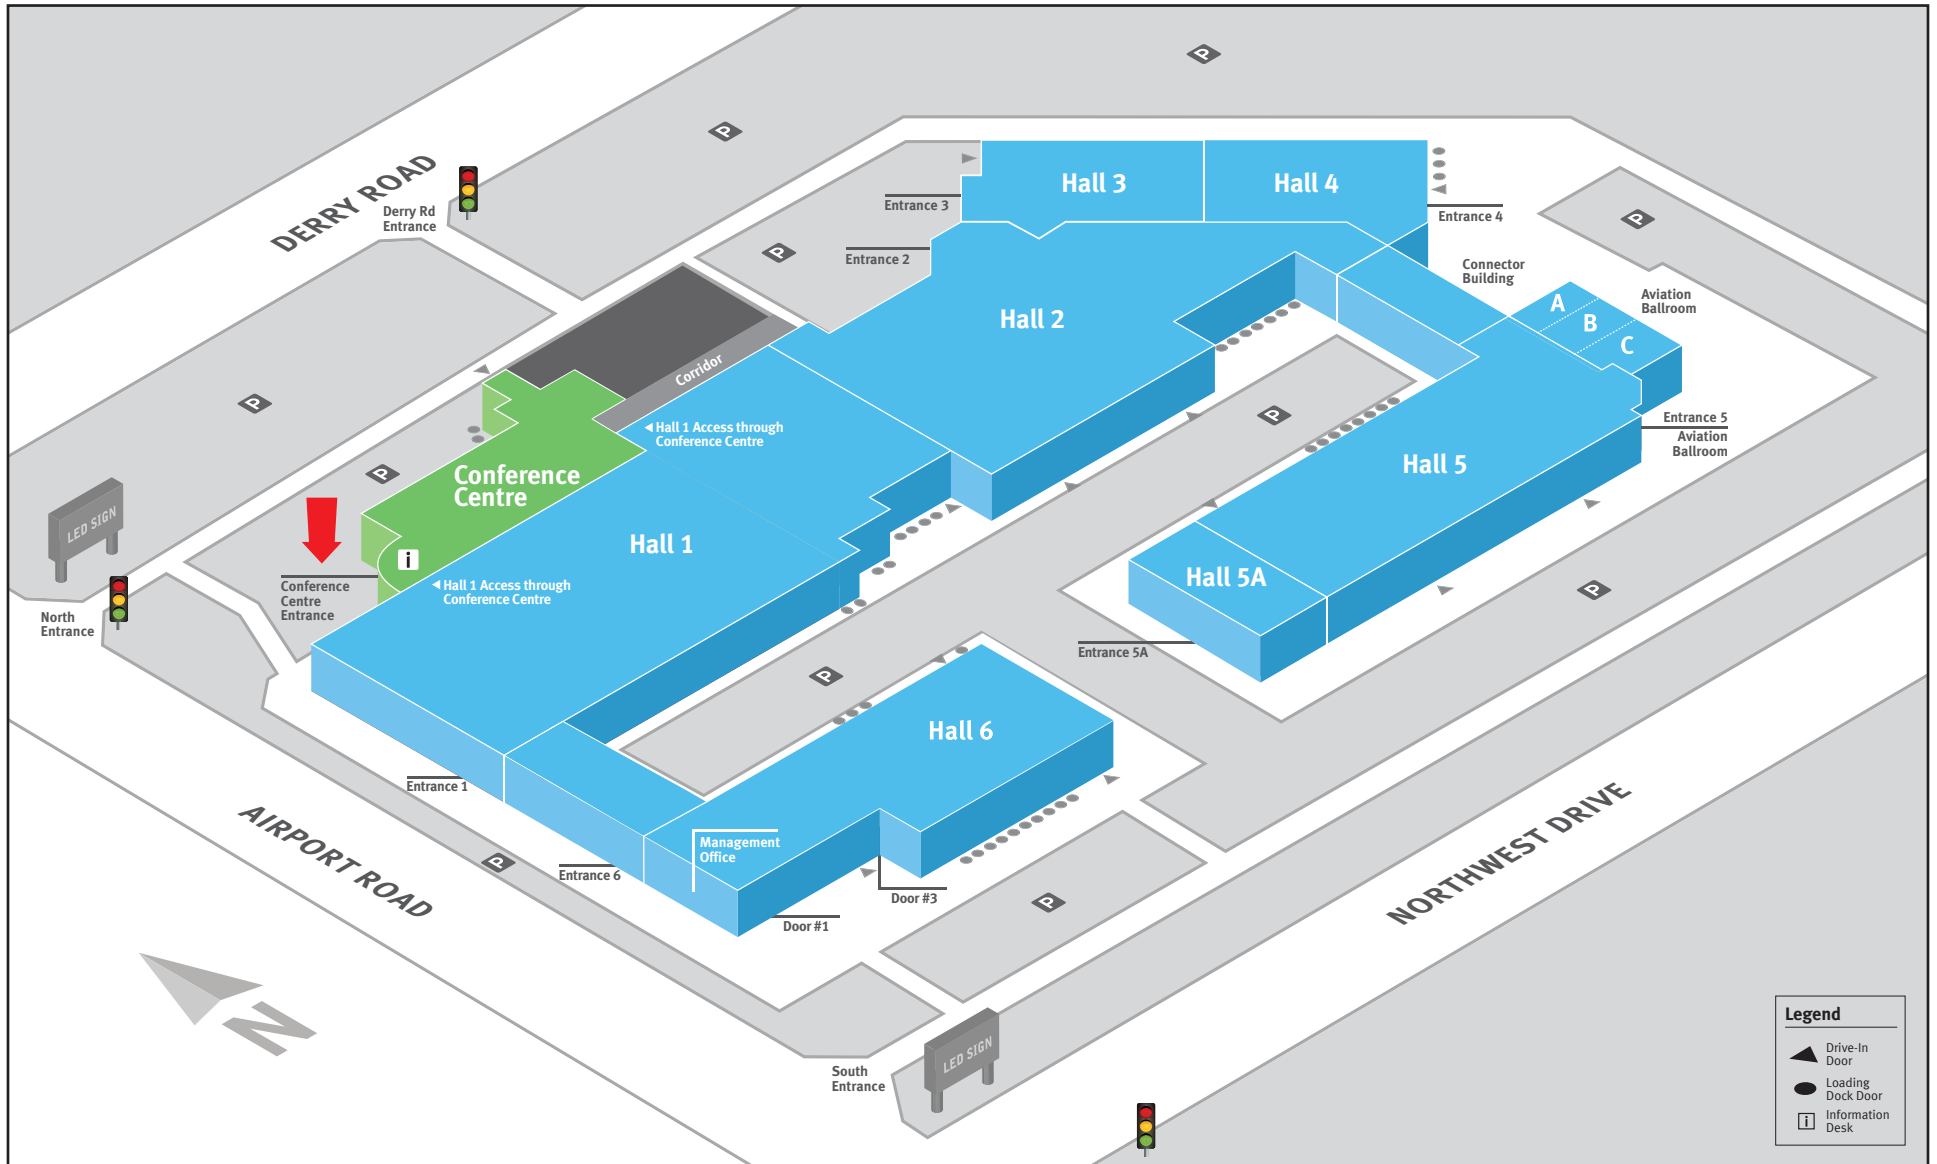 P
P
DERRY ROAD
Derry Rd
Entrance
Hall 3
Hall 4
Entrance 3
Entrance 4
P
P
Entrance 2
Connector
Building
Aviation
Ballroom
A
B
C
Hall 2
Corridor
P
P
Hall 1 Access through
Conference Centre
Entrance 5
Aviation
Ballroom
Hall 5
P
Conference
Centre
LED SIGN
Hall 1
i
Hall 1 Access through
Conference Centre
Conference
Centre
Entrance
Hall 5A
P
North
Entrance
Entrance 5A
P
Hall 6
Entrance 1
AIRPORT ROAD
NORTHWEST DRIVE
Management
Office
P
Entrance 6
Door #3
P
Door #1
N
LED SIGN
South
Entrance
Legend
Drive-In
Door
Loading
Dock Door
i
Information
Desk